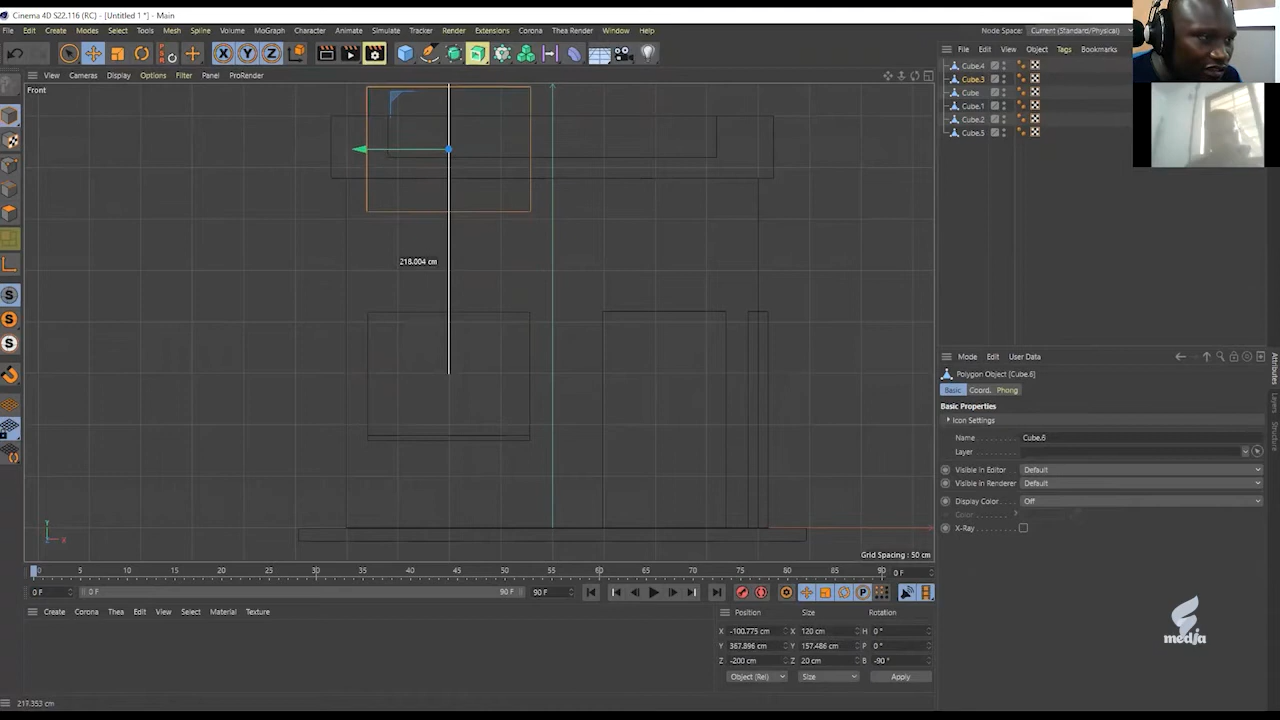 Cinema 4D S22.116 (RC) - [Untitled 1 *] - Main
File Edit Create Modes Select Tools Mesh Spline Volume MoGraph Character Animate Simulate Tracker Render Extensions Corona Thea Render Window Help
Node Space: Current (Standard/Physical)
File Edit View Object Tags Bookmarks
View Cameras Display Options Filter Panel ProRender
Front
Cube.4
Cube.3
Cube
Cube.1
Cube.2
Cube.5
218.004 cm
Mode Edit User Data
Polygon Object [Cube.6]
Basic Coord. Phong
Basic Properties
Icon Settings
Name Cube.6
Layer
Visible in Editor Default
Visible in Renderer Default
Display Color Off
Color
X-Ray
Attributes
Layers
Structure
Y
X
Grid Spacing : 50 cm
0 5 10 15 20 25 30 35 40 45 50 55 60 65 70 75 80 85 90 0 F
0 F 0 F 90 F 90 F
Create Corona Thea Edit View Select Material Texture
Position Size Rotation
X -100.775 cm X 120 cm H 0 °
Y 367.896 cm Y 157.486 cm P 0 °
Z -200 cm Z 20 cm B -90 °
Object (Rel) Size Apply
medja
217.353 cm